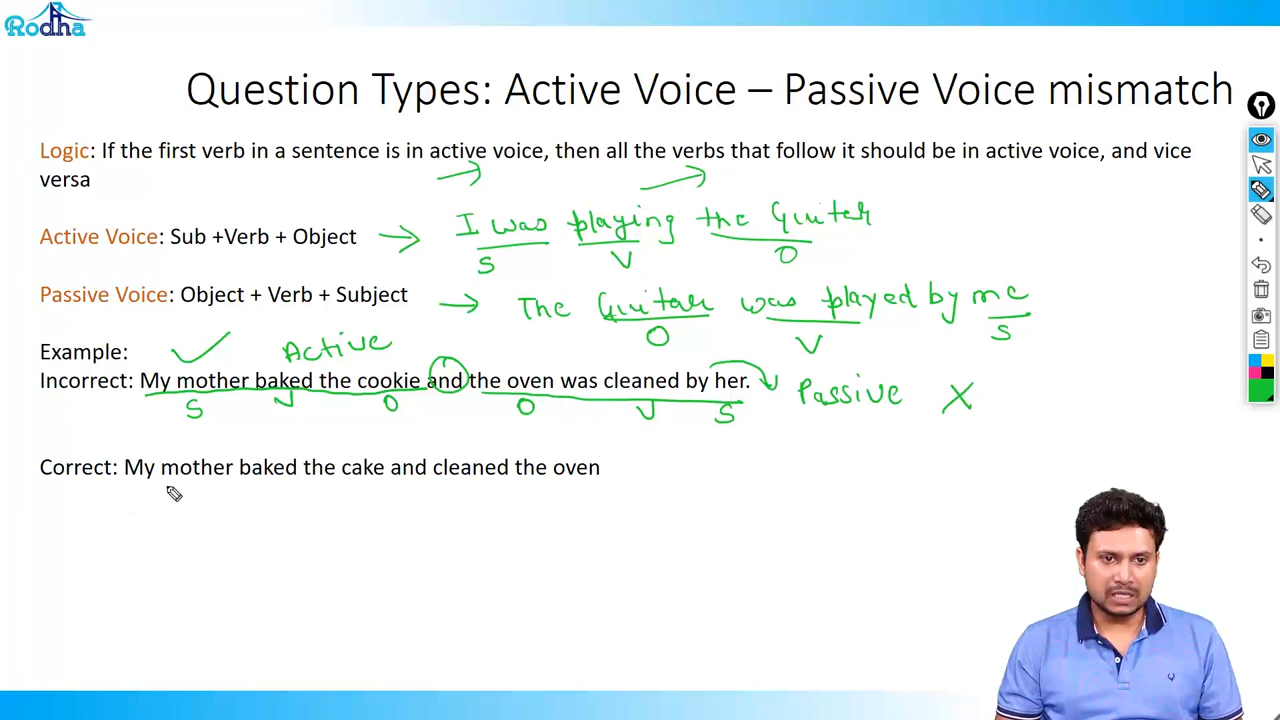 Rodha
Question Types: Active Voice – Passive Voice mismatch
Logic: If the first verb in a sentence is in active voice, then all the verbs that follow it should be in active voice, and vice
versa
I was playing the Guiter
Active Voice: Sub +Verb + Object
S V O
Passive Voice: Object + Verb + Subject
The Guitar was played by me
O V S
Active
Example:
Incorrect: My mother baked the cookie and the oven was cleaned by her.
Passive X
S V O O V S
Correct: My mother baked the cake and cleaned the oven